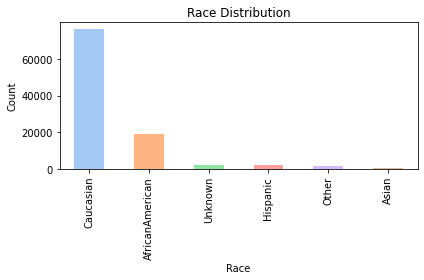 Race Distribution
Count
60000
40000
20000
0
Caucasian
AfricanAmerican
Unknown
Hispanic
Other
Asian
Race